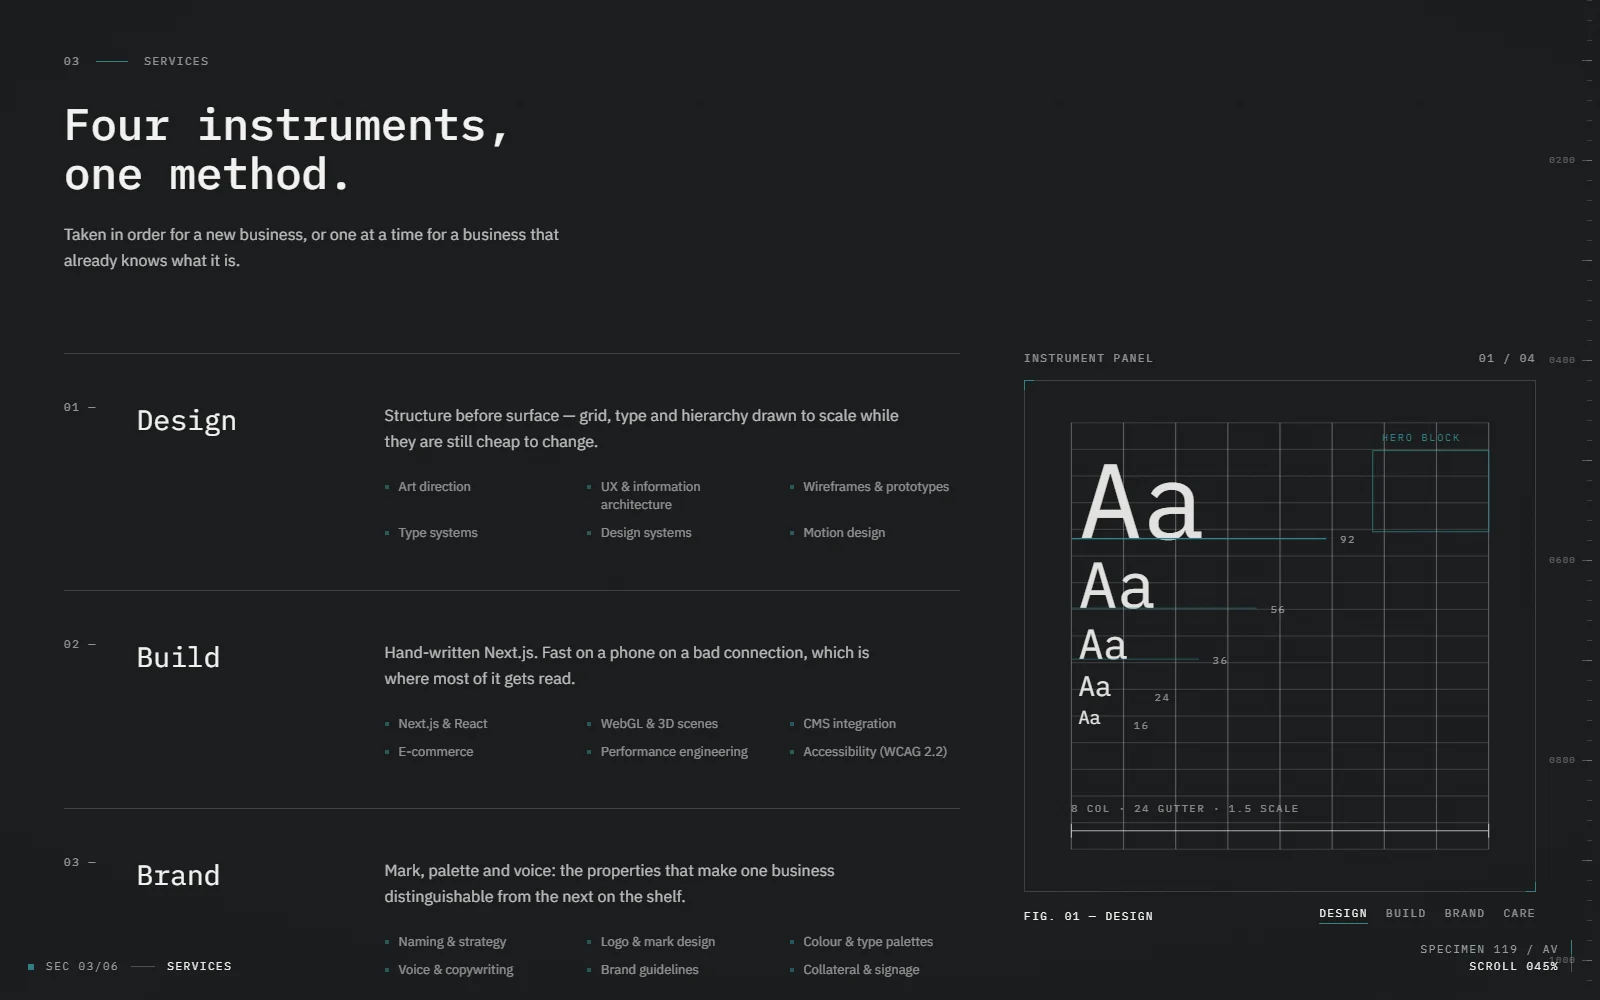 03 SERVICES
Four instruments,
one method.
Taken in order for a new business, or one at a time for a business that
already knows what it is.
0200
INSTRUMENT PANEL
01 / 04
0400
01 —
Design
Structure before surface — grid, type and hierarchy drawn to scale while
they are still cheap to change.
Art direction
UX & information
architecture
Wireframes & prototypes
Type systems
Design systems
Motion design
HERO BLOCK
Aa
92
Aa
56
Aa
36
Aa
24
Aa
16
8 COL · 24 GUTTER · 1.5 SCALE
0600
0800
02 —
Build
Hand-written Next.js. Fast on a phone on a bad connection, which is
where most of it gets read.
Next.js & React
WebGL & 3D scenes
CMS integration
E-commerce
Performance engineering
Accessibility (WCAG 2.2)
03 —
Brand
Mark, palette and voice: the properties that make one business
distinguishable from the next on the shelf.
Naming & strategy
Logo & mark design
Colour & type palettes
Voice & copywriting
Brand guidelines
Collateral & signage
FIG. 01 — DESIGN
DESIGN BUILD BRAND CARE
SEC 03/06 SERVICES
SPECIMEN 119 / AV
SCROLL 045%
1000